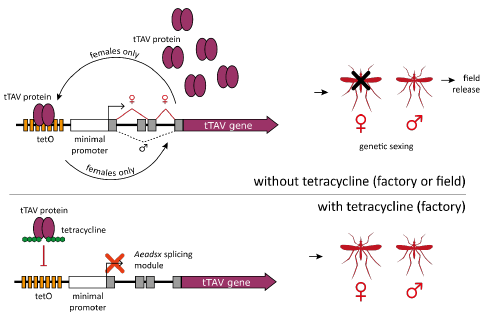 tTAV protein
females only
tTAV protein
♀ ♀
tTAV gene
tetO
minimal
promoter
♂
females only
field
release
♀ ♂
genetic sexing
without tetracycline (factory or field)
with tetracycline (factory)
tTAV protein
tetracycline
Aeadsx splicing
module
tTAV gene
tetO
minimal
promoter
♀ ♂